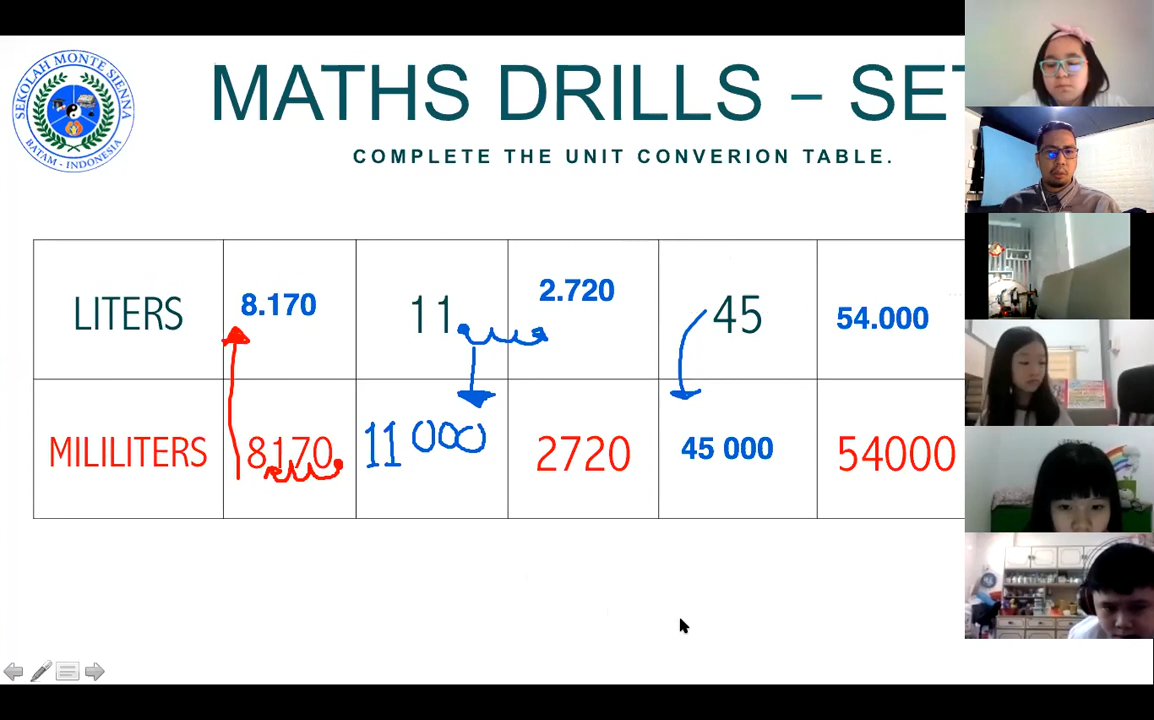 SEKOLAH MONTE SIENNA
BATAM - INDONESIA
MATHS DRILLS – SET
COMPLETE THE UNIT CONVERION TABLE.
LITERS 8.170 11 2.720 45 54.000
MILILITERS 8170. 11 000 2720 45 000 54000